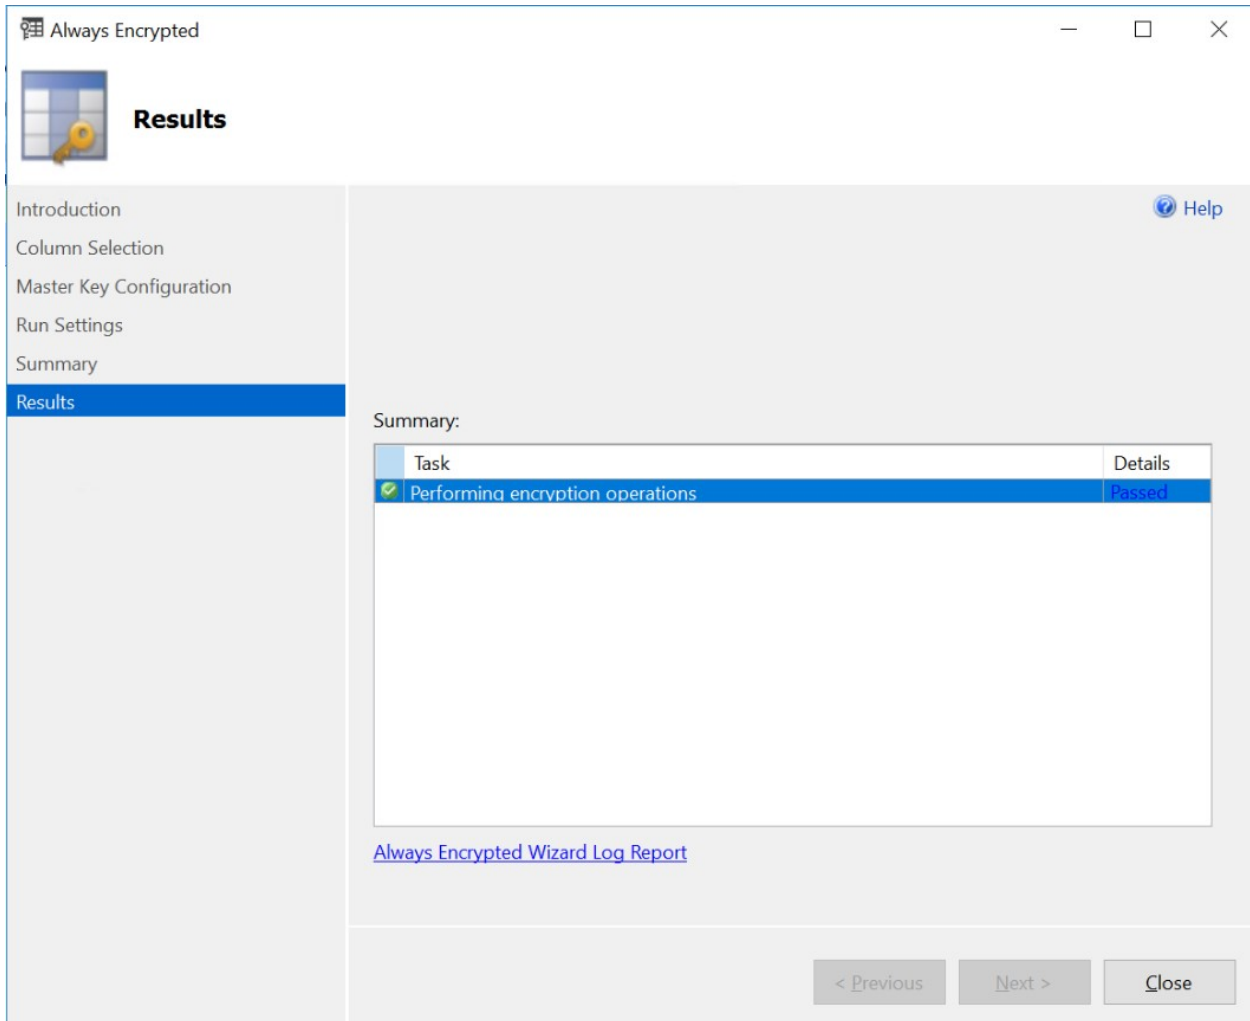 Always Encrypted
Results
Introduction
Column Selection
Master Key Configuration
Run Settings
Summary
Results
Help
Summary:
Task Details
Performing encryption operations Passed
Always Encrypted Wizard Log Report
< Previous Next > Close